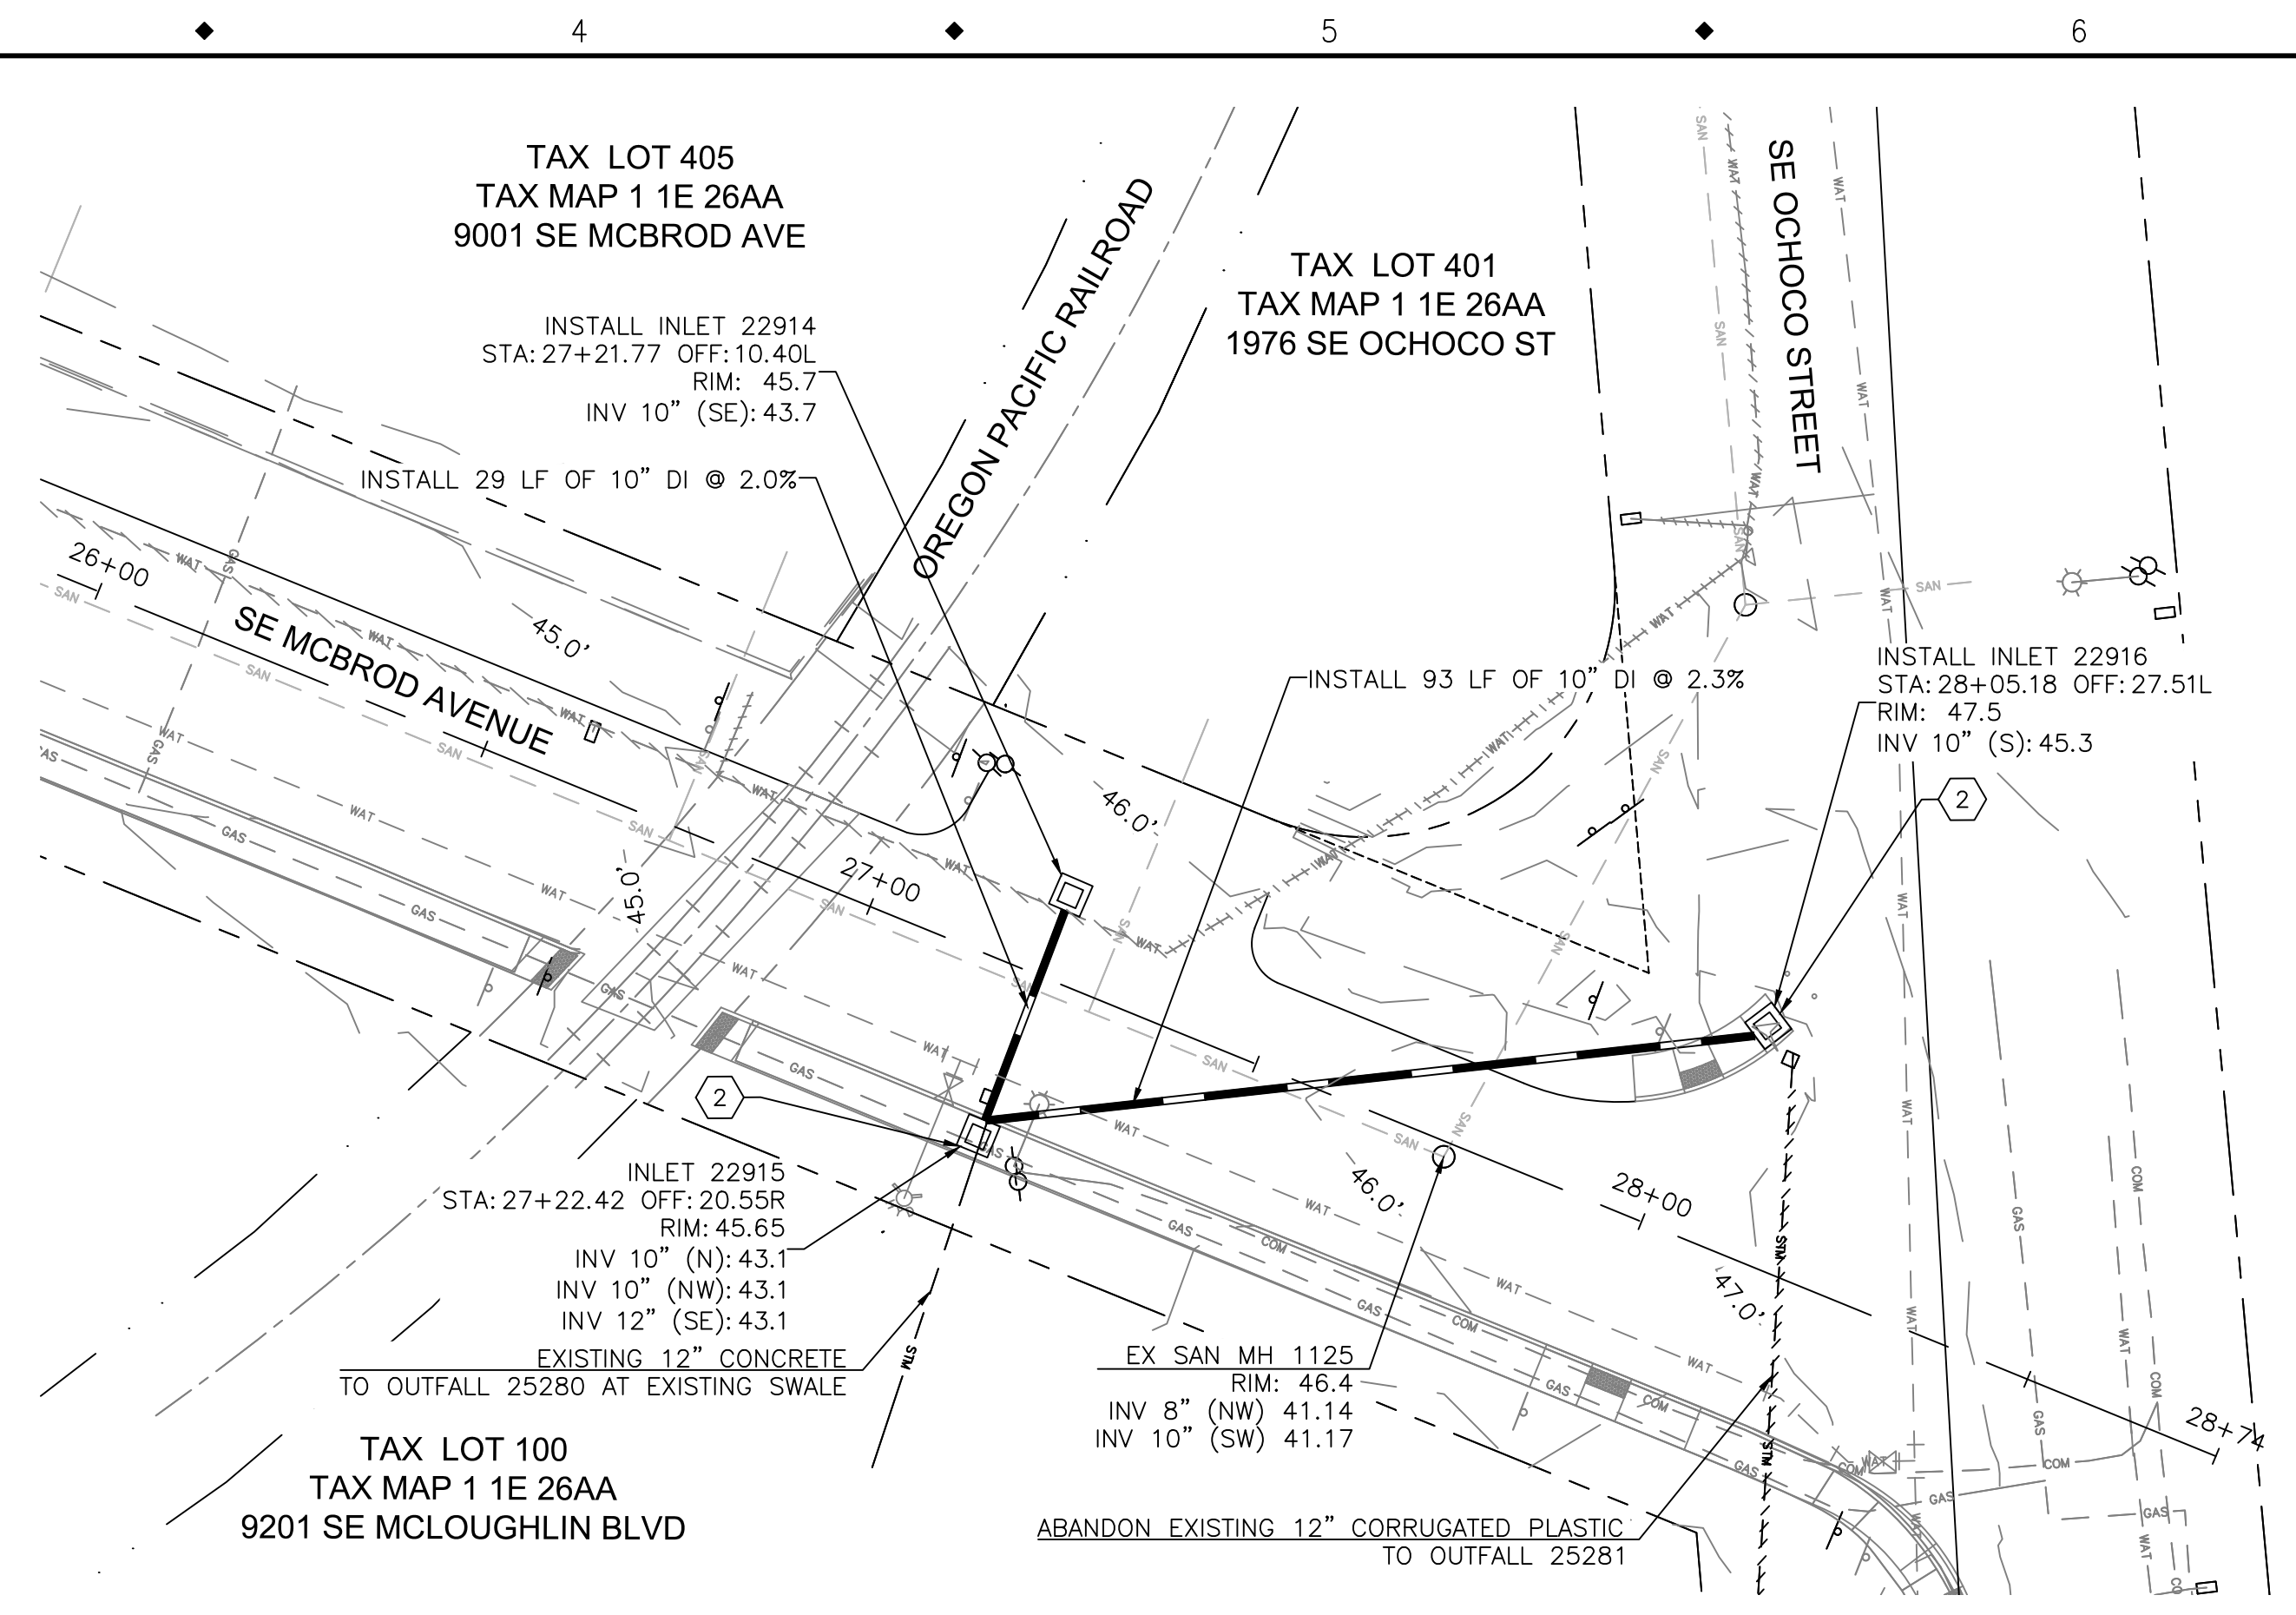 4
5
6
TAX LOT 405
TAX MAP 1 1E 26AA
9001 SE MCBROD AVE
OREGON PACIFIC RAILROAD
TAX LOT 401
TAX MAP 1 1E 26AA
1976 SE OCHOCO ST
SE OCHOCO STREET
INSTALL INLET 22914
STA: 27+21.77 OFF: 10.40L
RIM: 45.7
INV 10" (SE): 43.7
INSTALL 29 LF OF 10" DI @ 2.0%
26+00
SE MCBROD AVENUE
45.0'
INSTALL 93 LF OF 10" DI @ 2.3%
INSTALL INLET 22916
STA: 28+05.18 OFF: 27.51L
RIM: 47.5
INV 10" (S): 45.3
2
46.0'
45.0'
27+00
2
INLET 22915
STA: 27+22.42 OFF: 20.55R
RIM: 45.65
INV 10" (N): 43.1
INV 10" (NW): 43.1
INV 12" (SE): 43.1
EXISTING 12" CONCRETE
TO OUTFALL 25280 AT EXISTING SWALE
46.0'
28+00
47.0'
EX SAN MH 1125
RIM: 46.4
INV 8" (NW) 41.14
INV 10" (SW) 41.17
28+74
TAX LOT 100
TAX MAP 1 1E 26AA
9201 SE MCLOUGHLIN BLVD
ABANDON EXISTING 12" CORRUGATED PLASTIC
TO OUTFALL 25281
SAN
WAT
GAS
COM
STM